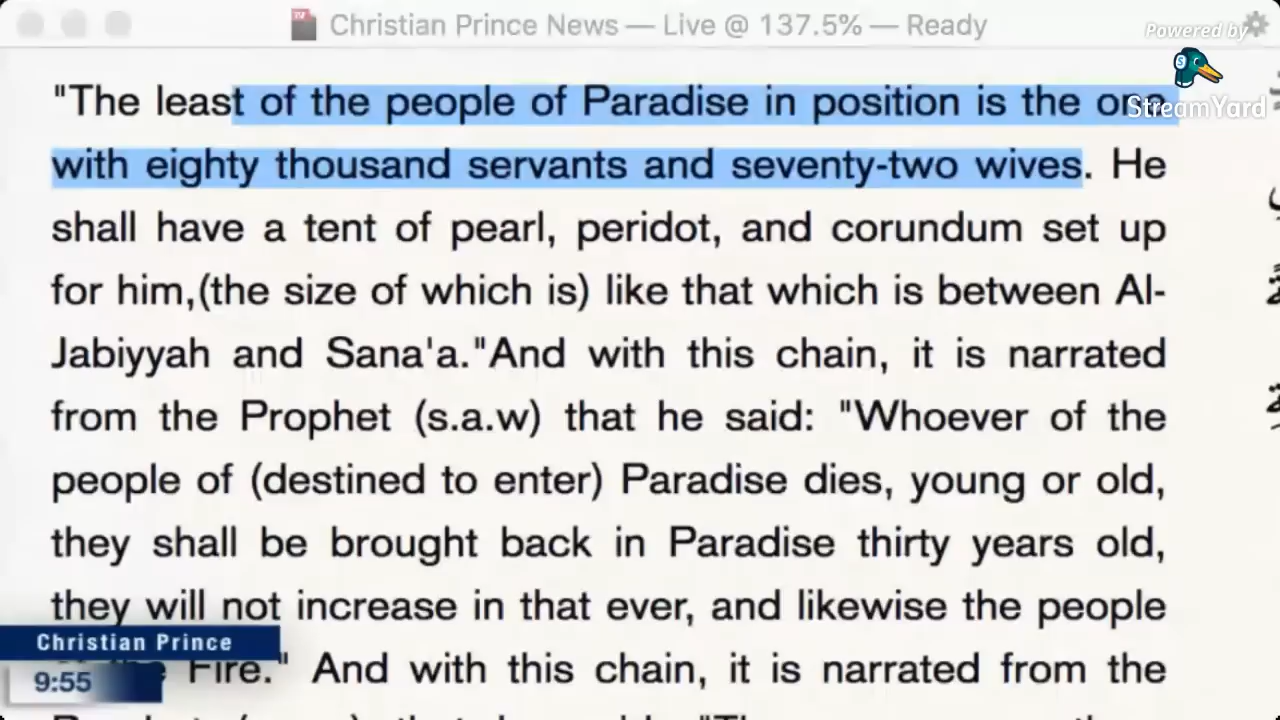 Christian Prince News — Live @ 137.5% — Ready
Powered by
StreamYard
"The least of the people of Paradise in position is the one
with eighty thousand servants and seventy-two wives. He
shall have a tent of pearl, peridot, and corundum set up
for him,(the size of which is) like that which is between Al-
Jabiyyah and Sana'a."And with this chain, it is narrated
from the Prophet (s.a.w) that he said: "Whoever of the
people of (destined to enter) Paradise dies, young or old,
they shall be brought back in Paradise thirty years old,
they will not increase in that ever, and likewise the people
Fire." And with this chain, it is narrated from the
Christian Prince
9:55